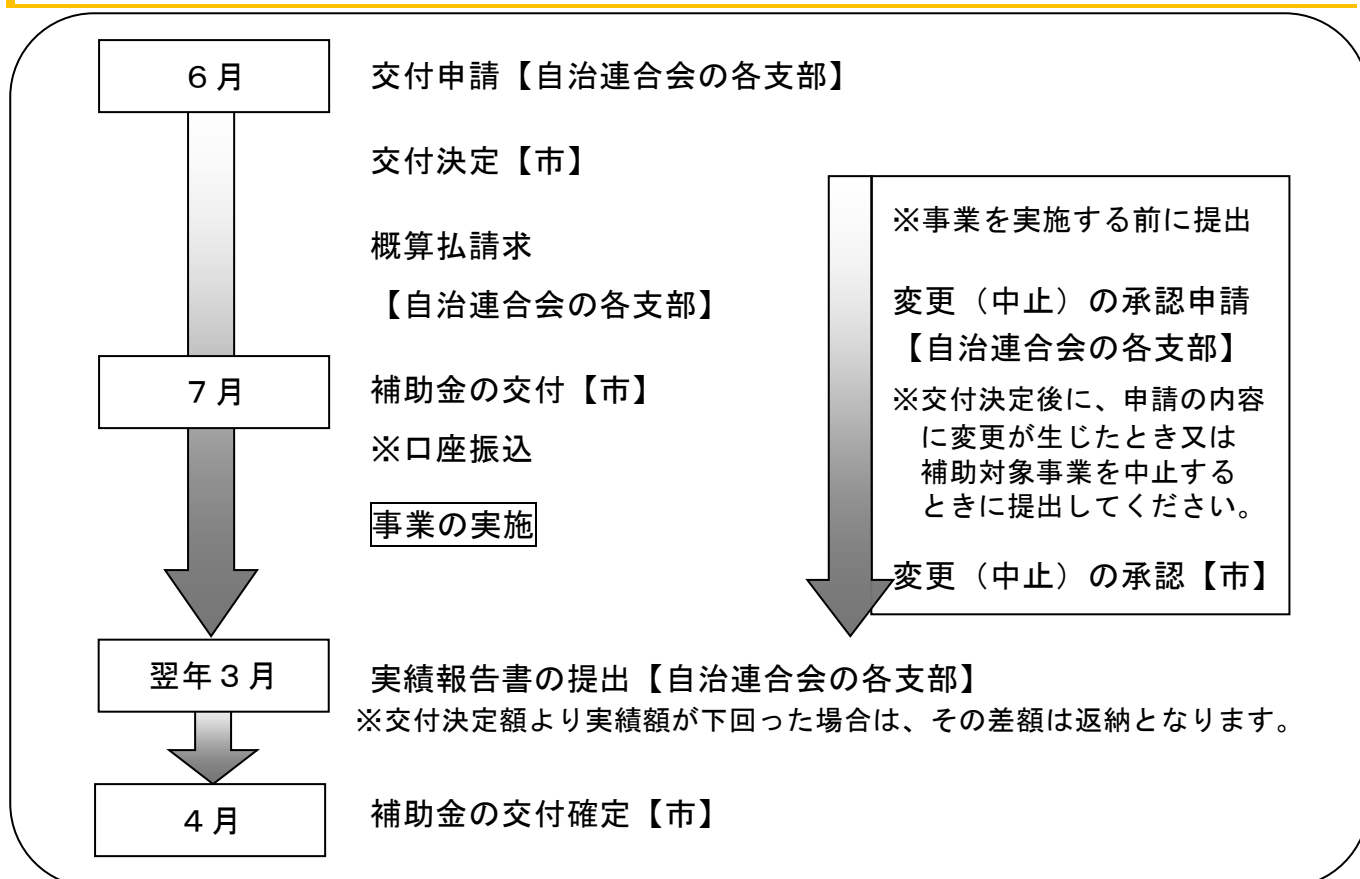 ６月
交付申請【自治連合会の各支部】
交付決定【市】
概算払請求
【自治連合会の各支部】
７月
補助金の交付【市】
※口座振込
事業の実施
※事業を実施する前に提出
変更（中止）の承認申請
【自治連合会の各支部】
※交付決定後に、申請の内容
に変更が生じたとき又は
補助対象事業を中止する
ときに提出してください。
変更（中止）の承認【市】
翌年３月
実績報告書の提出【自治連合会の各支部】
※交付決定額より実績額が下回った場合は、その差額は返納となります。
４月
補助金の交付確定【市】